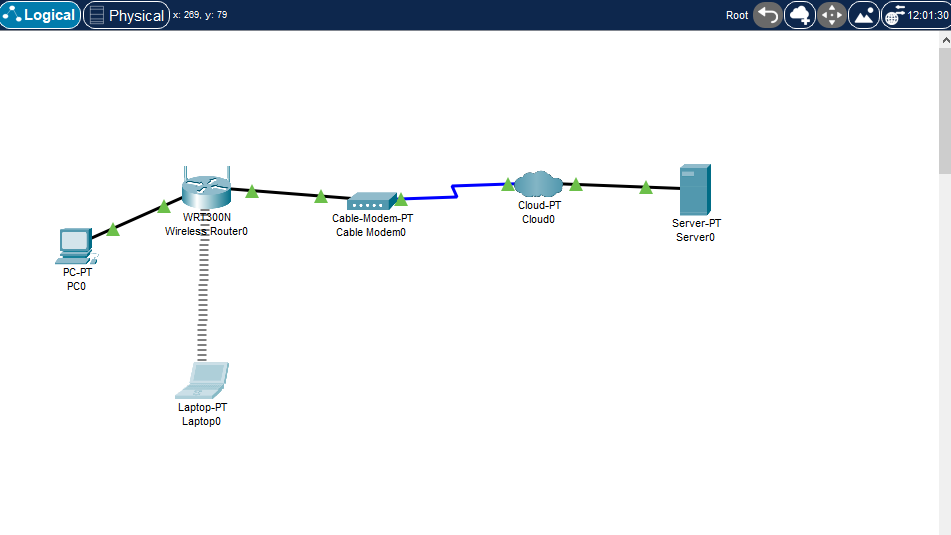 Logical
Physical
x: 269, y: 79
Root
12:01:30
WRT300N
Wireless Router0
Cable-Modem-PT
Cable Modem0
Cloud-PT
Cloud0
Server-PT
Server0
PC-PT
PC0
Laptop-PT
Laptop0